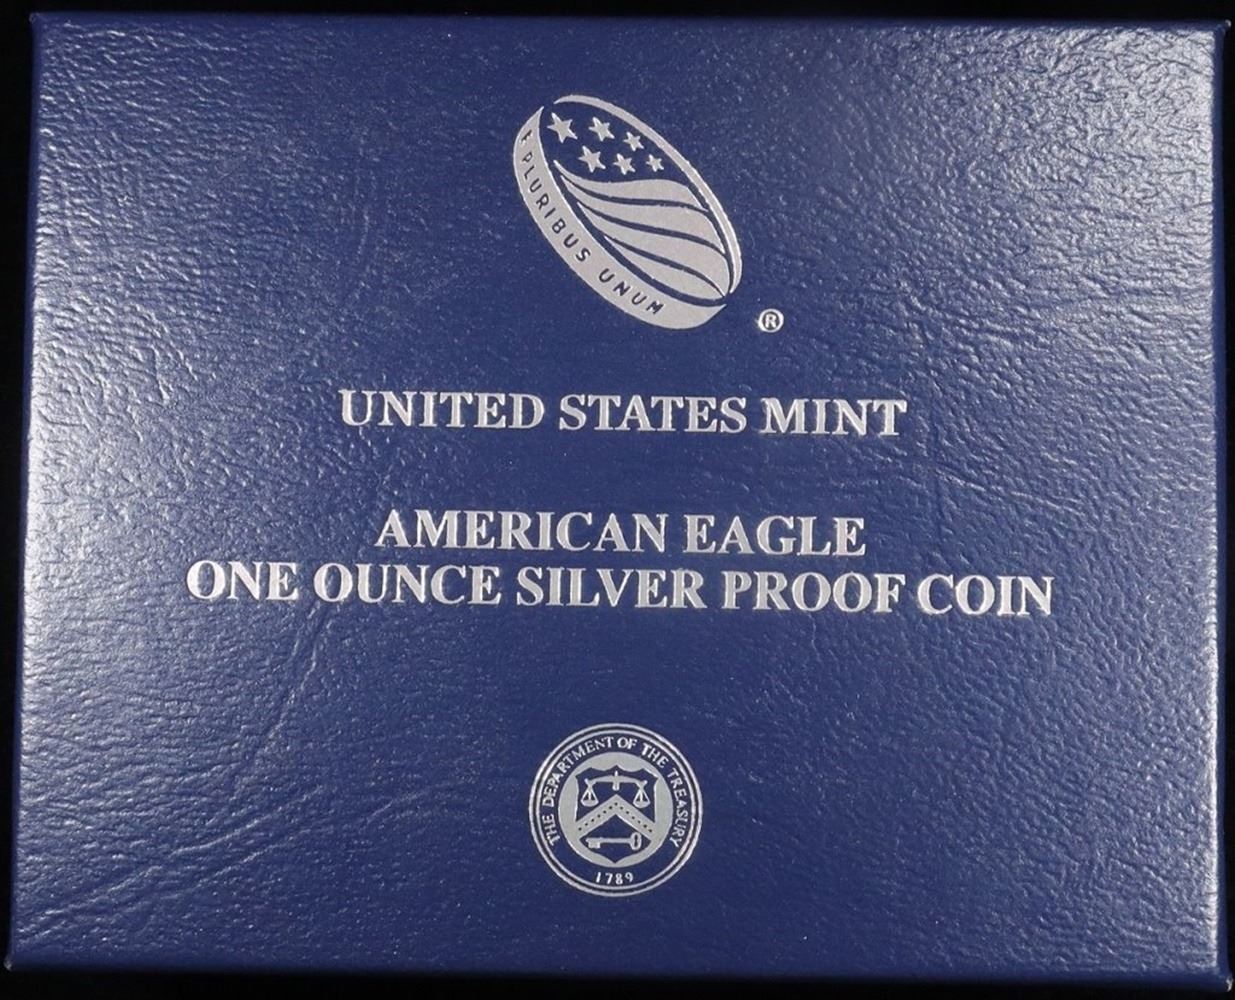 E PLURIBUS UNUM
®
UNITED STATES MINT
AMERICAN EAGLE
ONE OUNCE SILVER PROOF COIN
THE DEPARTMENT OF THE TREASURY
1789